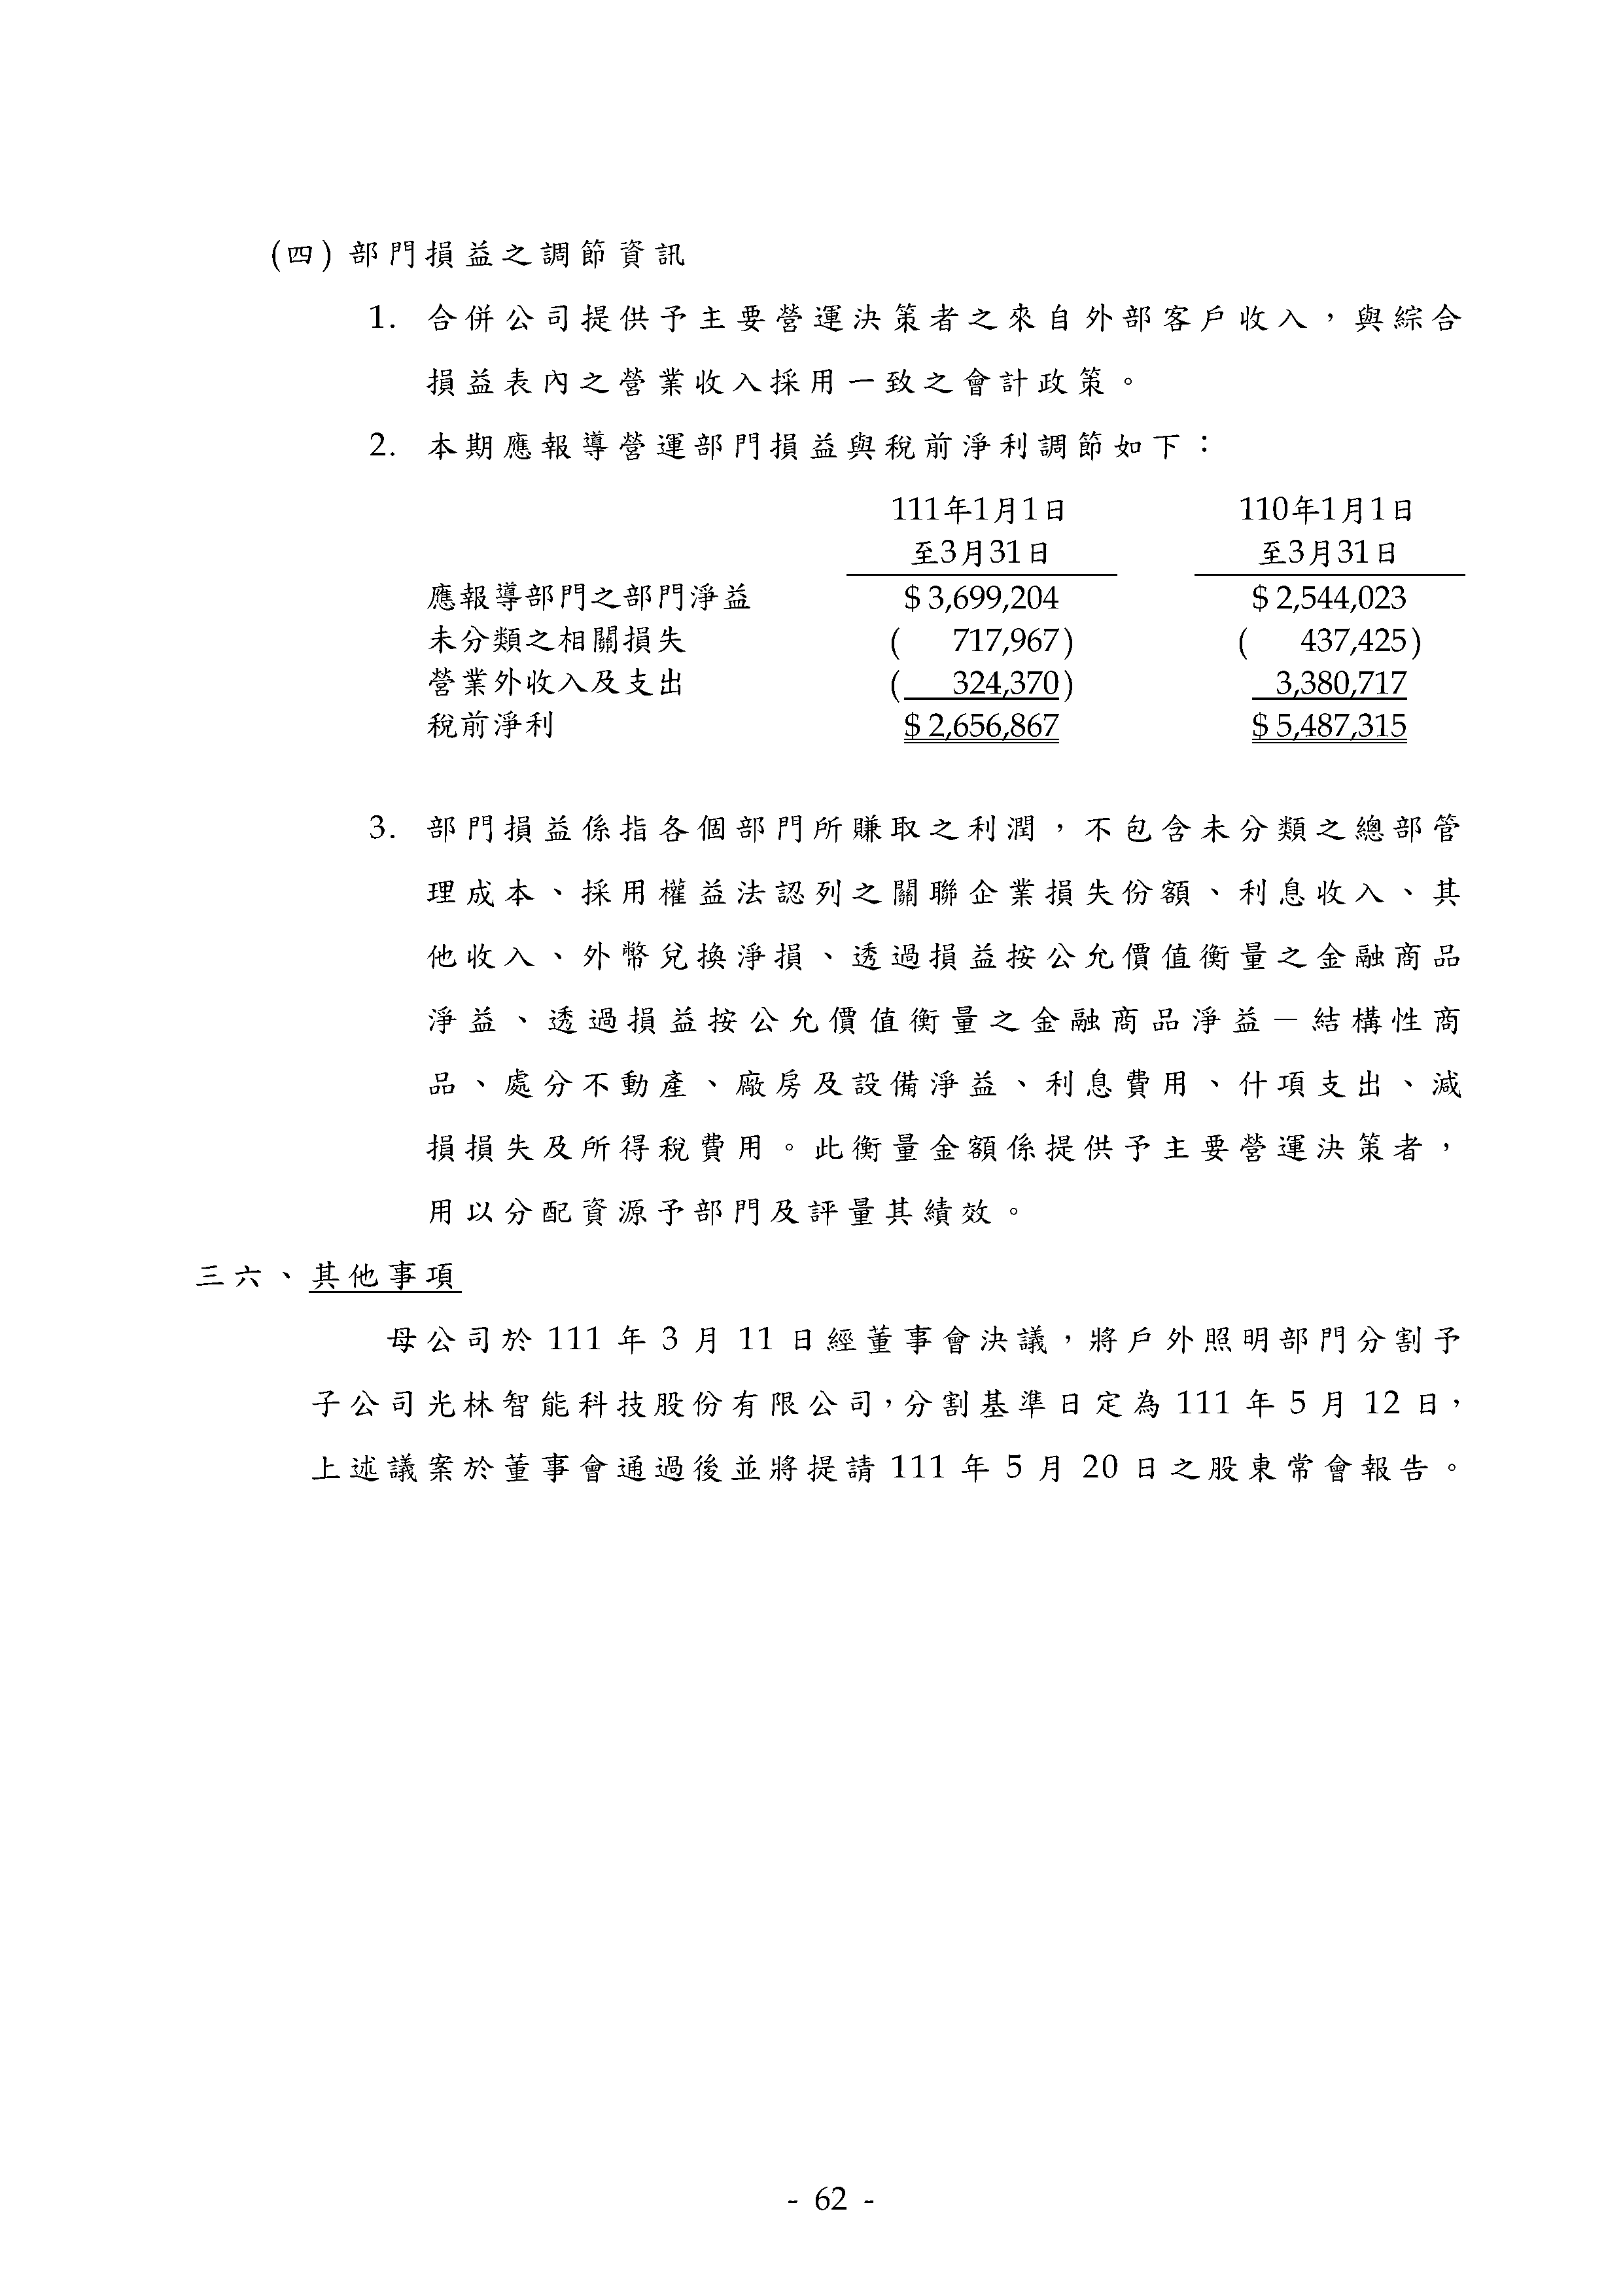 (四) 部門損益之調節資訊
1. 合併公司提供予主要營運決策者之來自外部客戶收入，與綜合
損益表內之營業收入採用一致之會計政策。
2. 本期應報導營運部門損益與稅前淨利調節如下：
111年1月1日 110年1月1日
至3月31日 至3月31日
應報導部門之部門淨益 $ 3,699,204 $ 2,544,023
未分類之相關損失 ( 717,967) ( 437,425)
營業外收入及支出 ( 324,370) 3,380,717
稅前淨利 $ 2,656,867 $ 5,487,315
3. 部門損益係指各個部門所賺取之利潤，不包含未分類之總部管
理成本、採用權益法認列之關聯企業損失份額、利息收入、其
他收入、外幣兌換淨損、透過損益按公允價值衡量之金融商品
淨益、透過損益按公允價值衡量之金融商品淨益－結構性商
品、處分不動產、廠房及設備淨益、利息費用、什項支出、減
損損失及所得稅費用。此衡量金額係提供予主要營運決策者，
用以分配資源予部門及評量其績效。
三六、其他事項
母公司於 111 年 3 月 11 日經董事會決議，將戶外照明部門分割予
子公司光林智能科技股份有限公司，分割基準日定為 111 年 5 月 12 日，
上述議案於董事會通過後並將提請 111 年 5 月 20 日之股東常會報告。
- 62 -